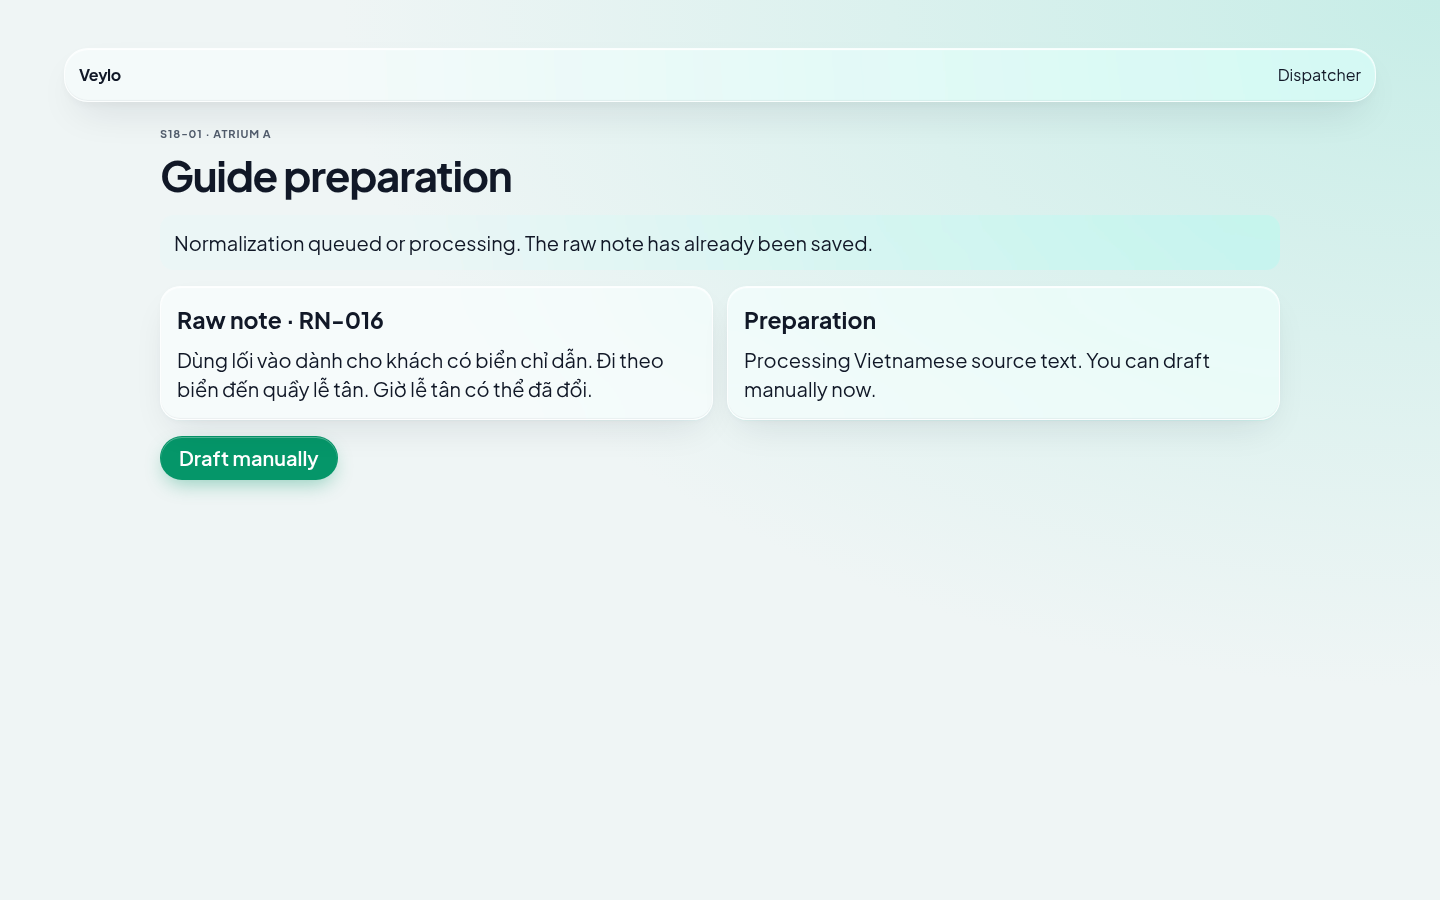 Veylo
Dispatcher
S18-01 · ATRIUM A
Guide preparation
Normalization queued or processing. The raw note has already been saved.
Raw note · RN-016
Dùng lối vào dành cho khách có biển chỉ dẫn. Đi theo
biển đến quầy lễ tân. Giờ lễ tân có thể đã đổi.
Preparation
Processing Vietnamese source text. You can draft
manually now.
Draft manually